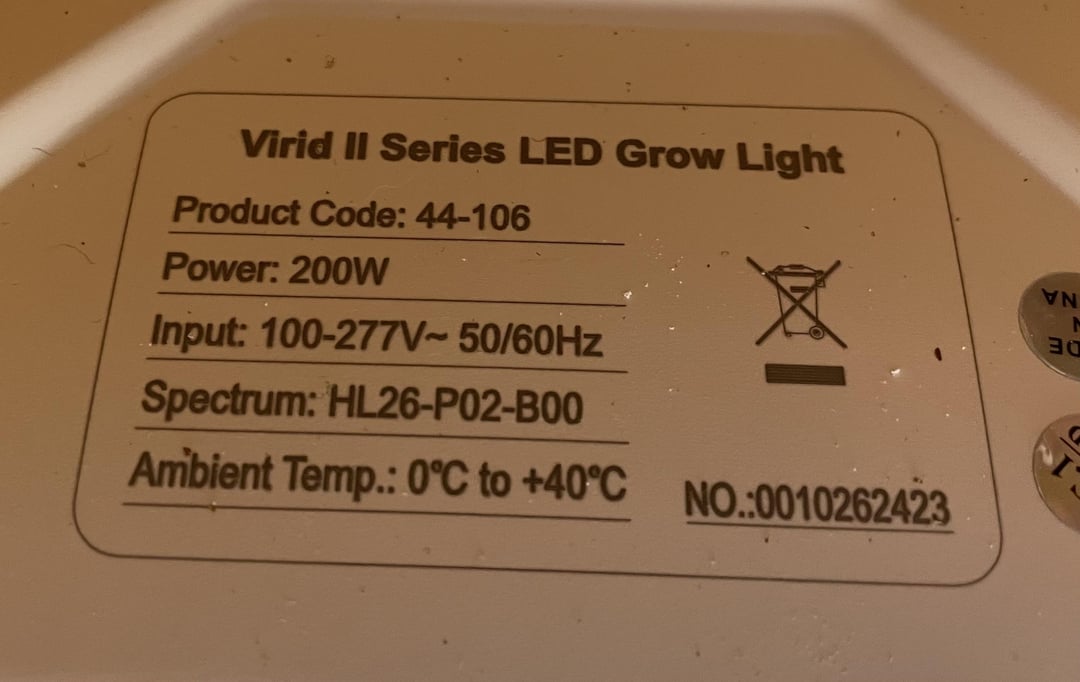 Virid II Series LED Grow Light
Product Code: 44-106
Power: 200W
Input: 100-277V~ 50/60Hz
Spectrum: HL26-P02-B00
Ambient Temp.: 0°C to +40°C
NO.:0010262423